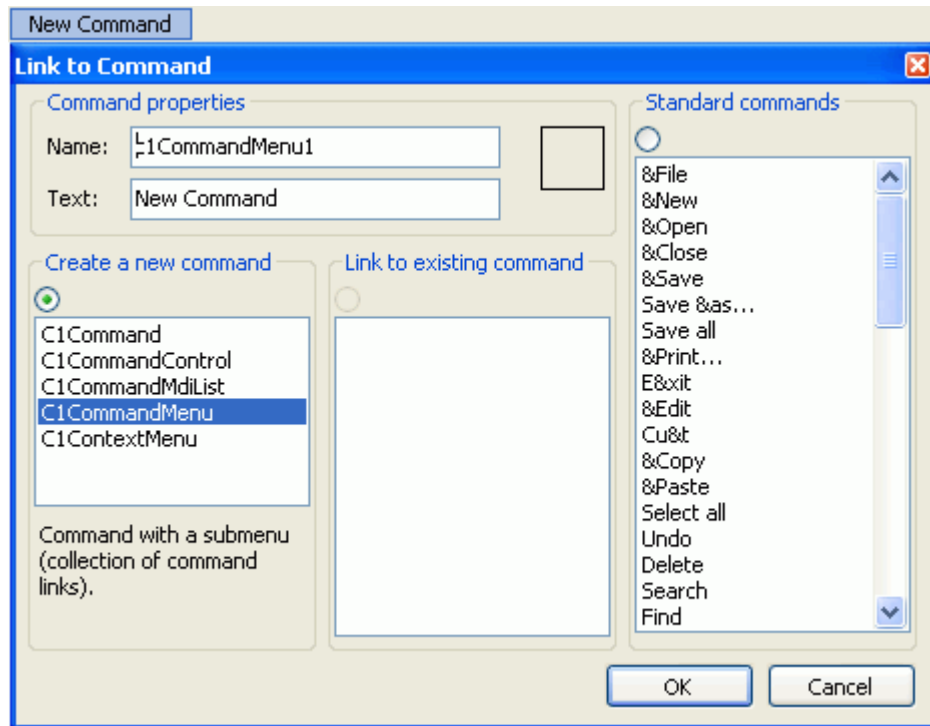 New Command
Link to Command
Command properties
Name: C1CommandMenu1
Text: New Command
Create a new command
C1Command
C1CommandControl
C1CommandMdiList
C1CommandMenu
C1ContextMenu
Command with a submenu
(collection of command
links).
Link to existing command
Standard commands
&File
&New
&Open
&Close
&Save
Save &as...
Save all
&Print...
E&xit
&Edit
Cu&t
&Copy
&Paste
Select all
Undo
Delete
Search
Find
OK
Cancel